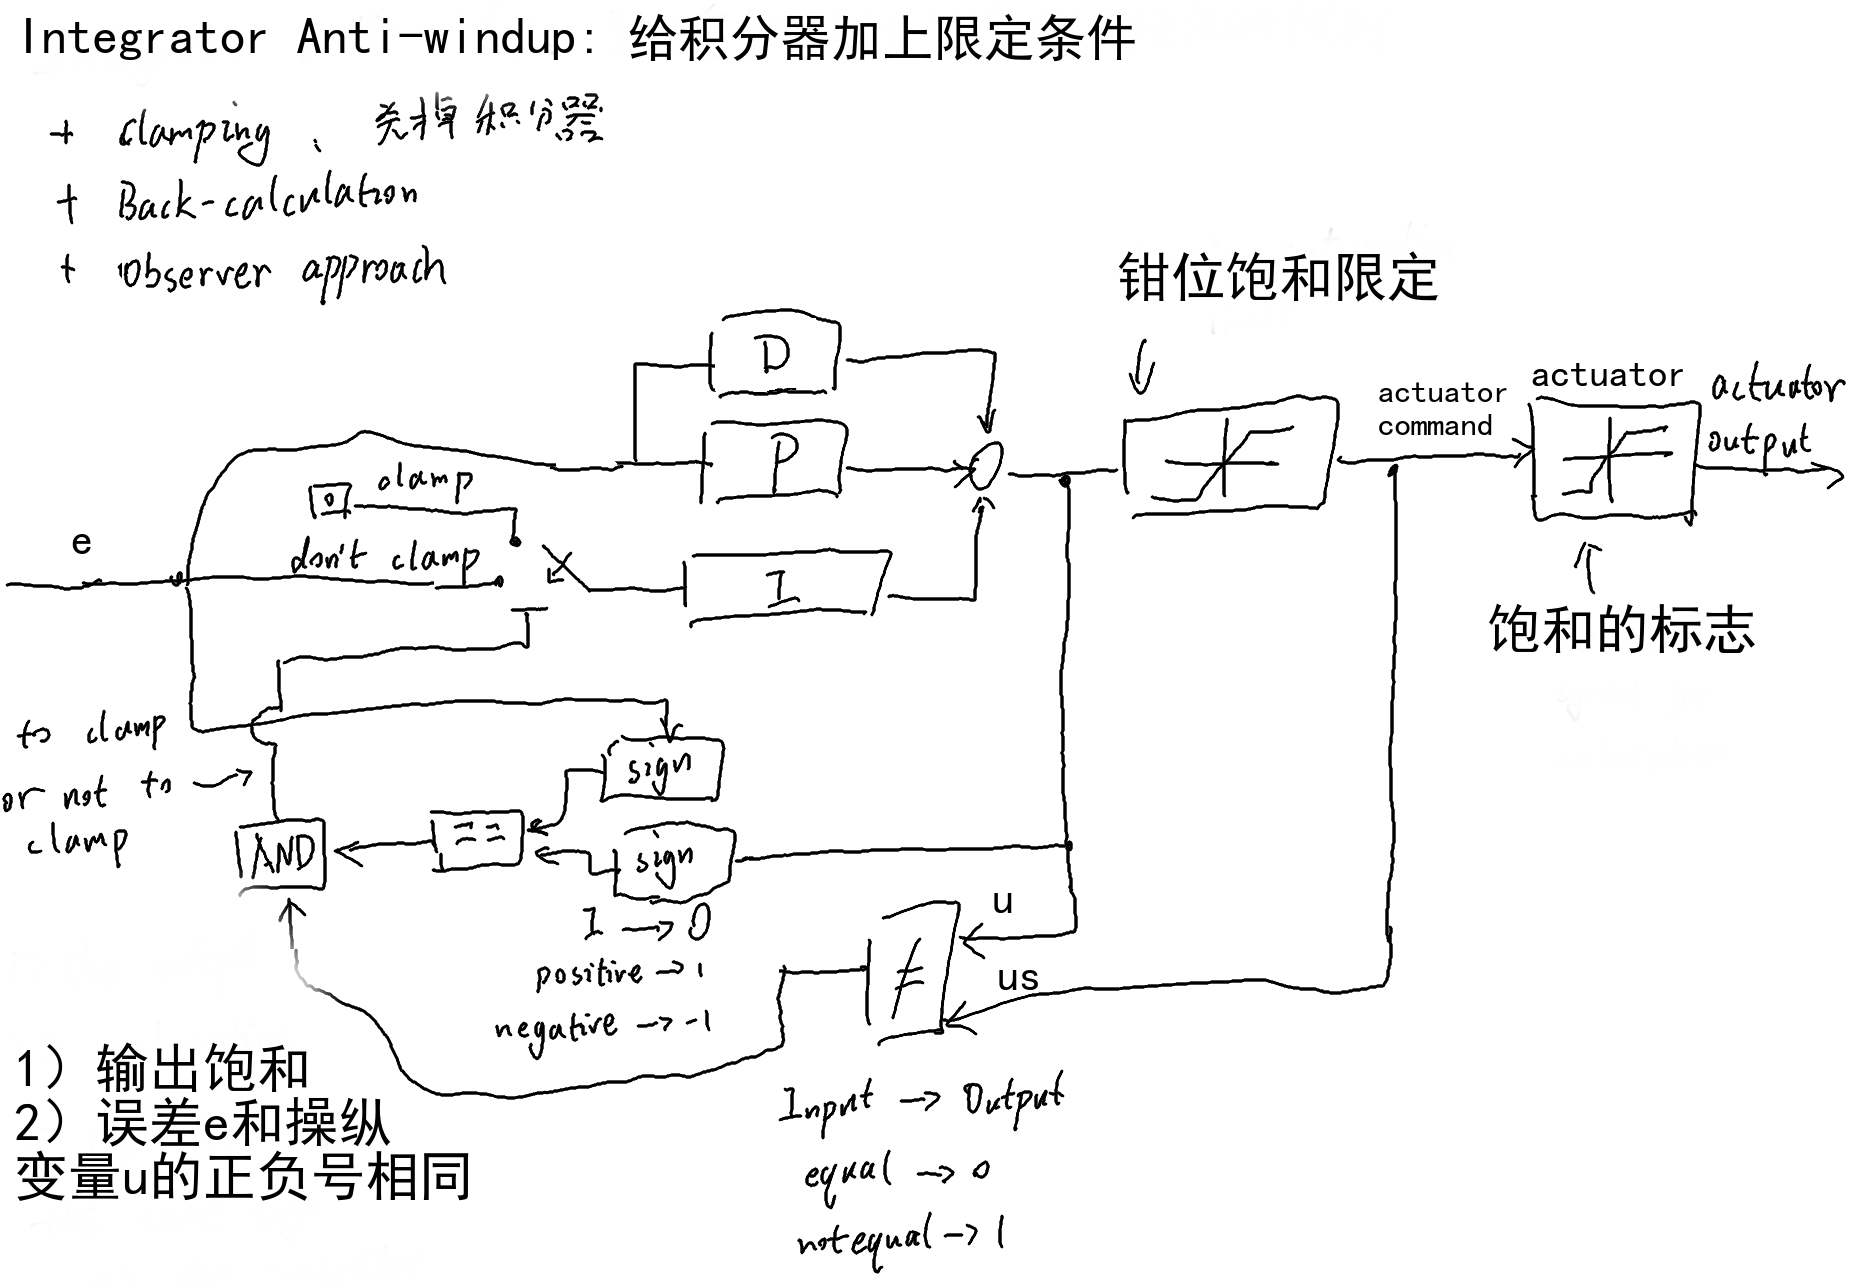 Integrator Anti-windup: 给积分器加上限定条件
+ clamping 、 关掉积分器
+ Back-calculation
+ Observer approach
钳位饱和限定
D
actuator
command
actuator
actuator
output
P
clamp
0
e
don't clamp
I
饱和的标志
to clamp
or not to →
clamp
sign
AND
==
sign
I → O
positive → 1
negative → -1
u
≠
us
1）输出饱和
2）误差e和操纵
变量u的正负号相同
Input → Output
equal → 0
not equal → 1